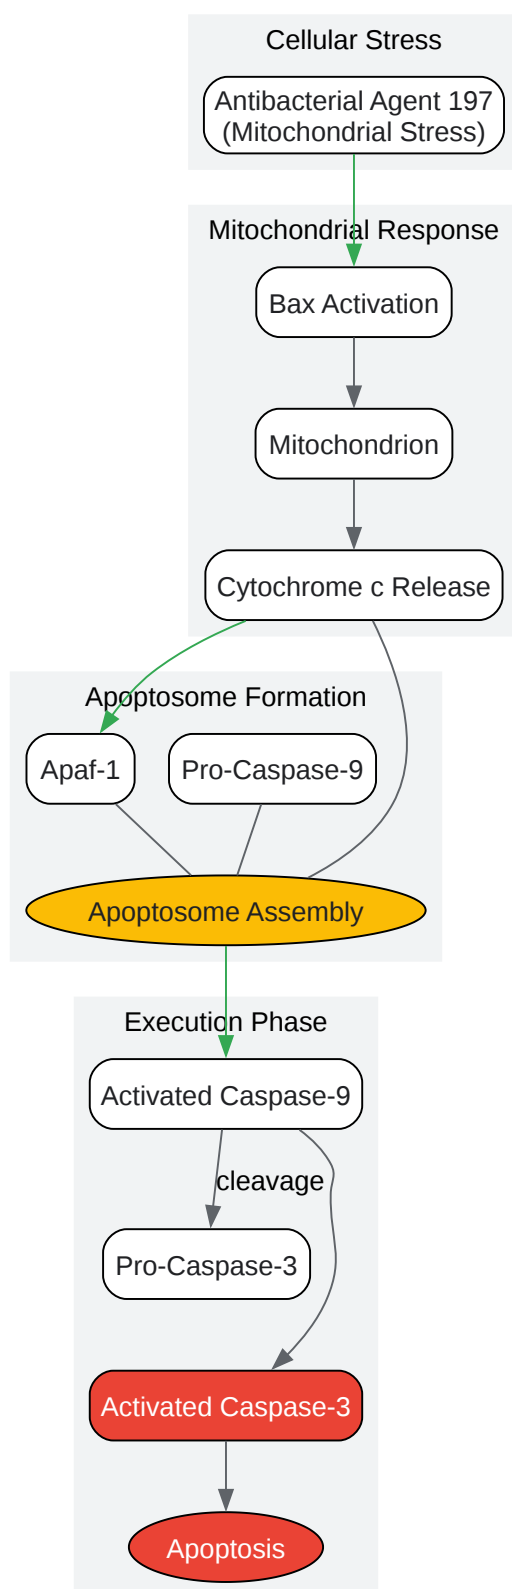 Cellular Stress
Antibacterial Agent 197
(Mitochondrial Stress)
Mitochondrial Response
Bax Activation
Mitochondrion
Cytochrome c Release
Apoptosome Formation
Apaf-1
Pro-Caspase-9
Apoptosome Assembly
Execution Phase
Activated Caspase-9
cleavage
Pro-Caspase-3
Activated Caspase-3
Apoptosis